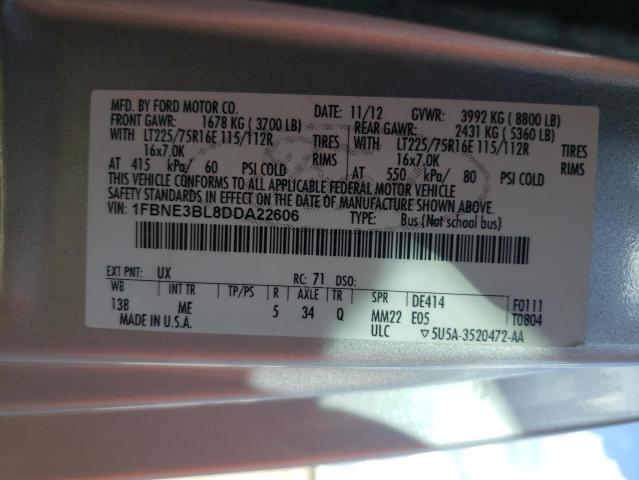 MFD. BY FORD MOTOR CO. DATE: 11/12 GVWR: 3992 KG ( 8800 LB)
FRONT GAWR: 1678 KG ( 3700 LB) REAR GAWR: 2431 KG ( 5360 LB)
WITH LT225/75R16E 115/112R TIRES WITH LT225/75R16E 115/112R TIRES
16x7.0K RIMS 16x7.0K RIMS
AT 415 kPa/ 60 PSI COLD AT 550 kPa/ 80 PSI COLD
THIS VEHICLE CONFORMS TO ALL APPLICABLE FEDERAL MOTOR VEHICLE
SAFETY STANDARDS IN EFFECT ON THE DATE OF MANUFACTURE SHOWN ABOVE.
VIN: 1FBNE3BL8DDA22606 TYPE: Bus (Not school bus)
EXT PNT: UX RC: 71 DSO:
WB INT TR TP/PS R AXLE TR SPR DE414 F0111
138 ME 5 34 Q MM22 E05 T0804
MADE IN U.S.A. ULC ▽5U5A-3520472-AA